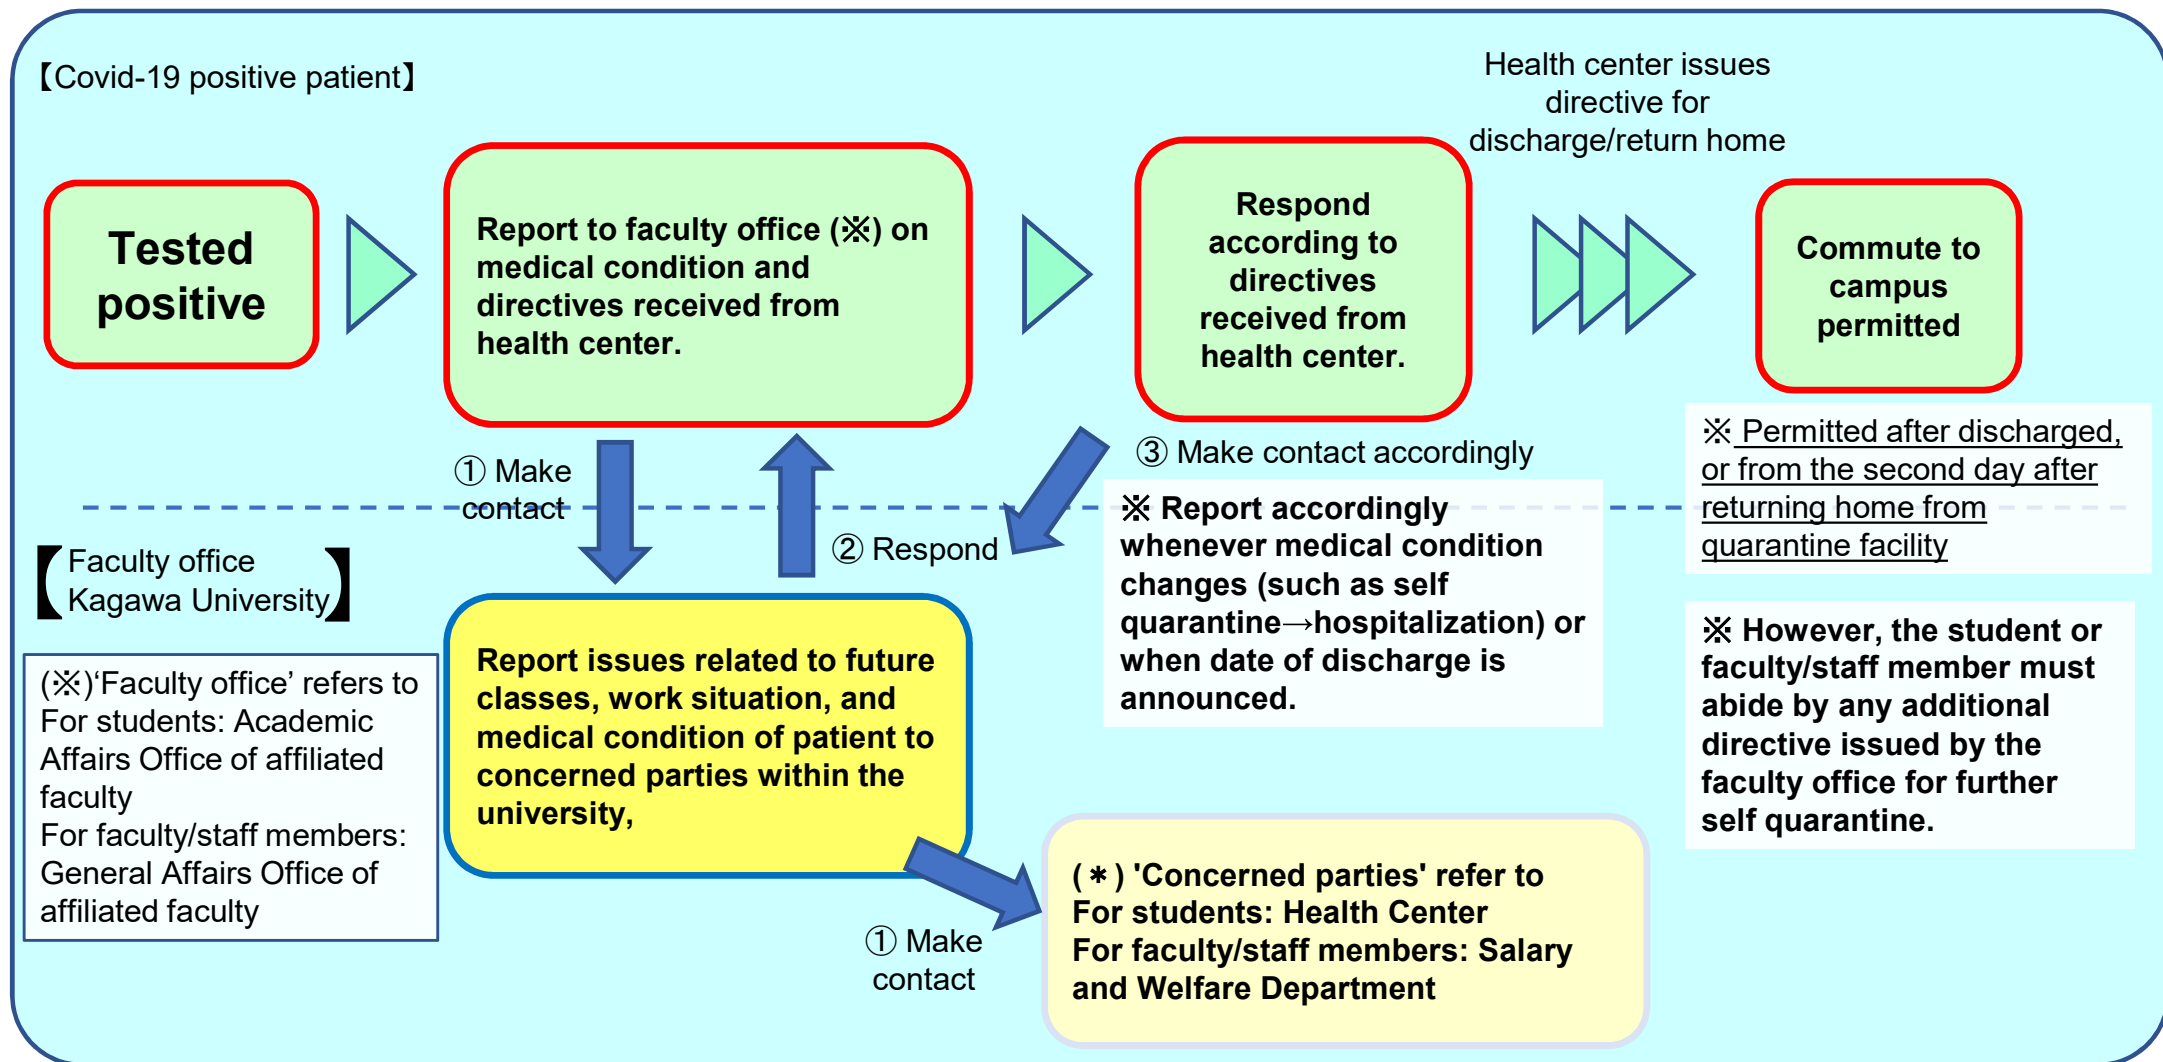 【Covid-19 positive patient】
Health center issues
directive for
discharge/return home
Tested
positive
Report to faculty office (※) on
medical condition and
directives received from
health center.
Respond
according to
directives
received from
health center.
Commute to
campus
permitted
① Make
contact
② Respond
③ Make contact accordingly
※ Report accordingly
whenever medical condition
changes (such as self
quarantine→hospitalization) or
when date of discharge is
announced.
※ Permitted after discharged,
or from the second day after
returning home from
quarantine facility
※ However, the student or
faculty/staff member must
abide by any additional
directive issued by the
faculty office for further
self quarantine.
【Faculty office
Kagawa University】
(※)‘Faculty office’ refers to
For students: Academic
Affairs Office of affiliated
faculty
For faculty/staff members:
General Affairs Office of
affiliated faculty
Report issues related to future
classes, work situation, and
medical condition of patient to
concerned parties within the
university,
① Make
contact
(＊) 'Concerned parties' refer to
For students: Health Center
For faculty/staff members: Salary
and Welfare Department